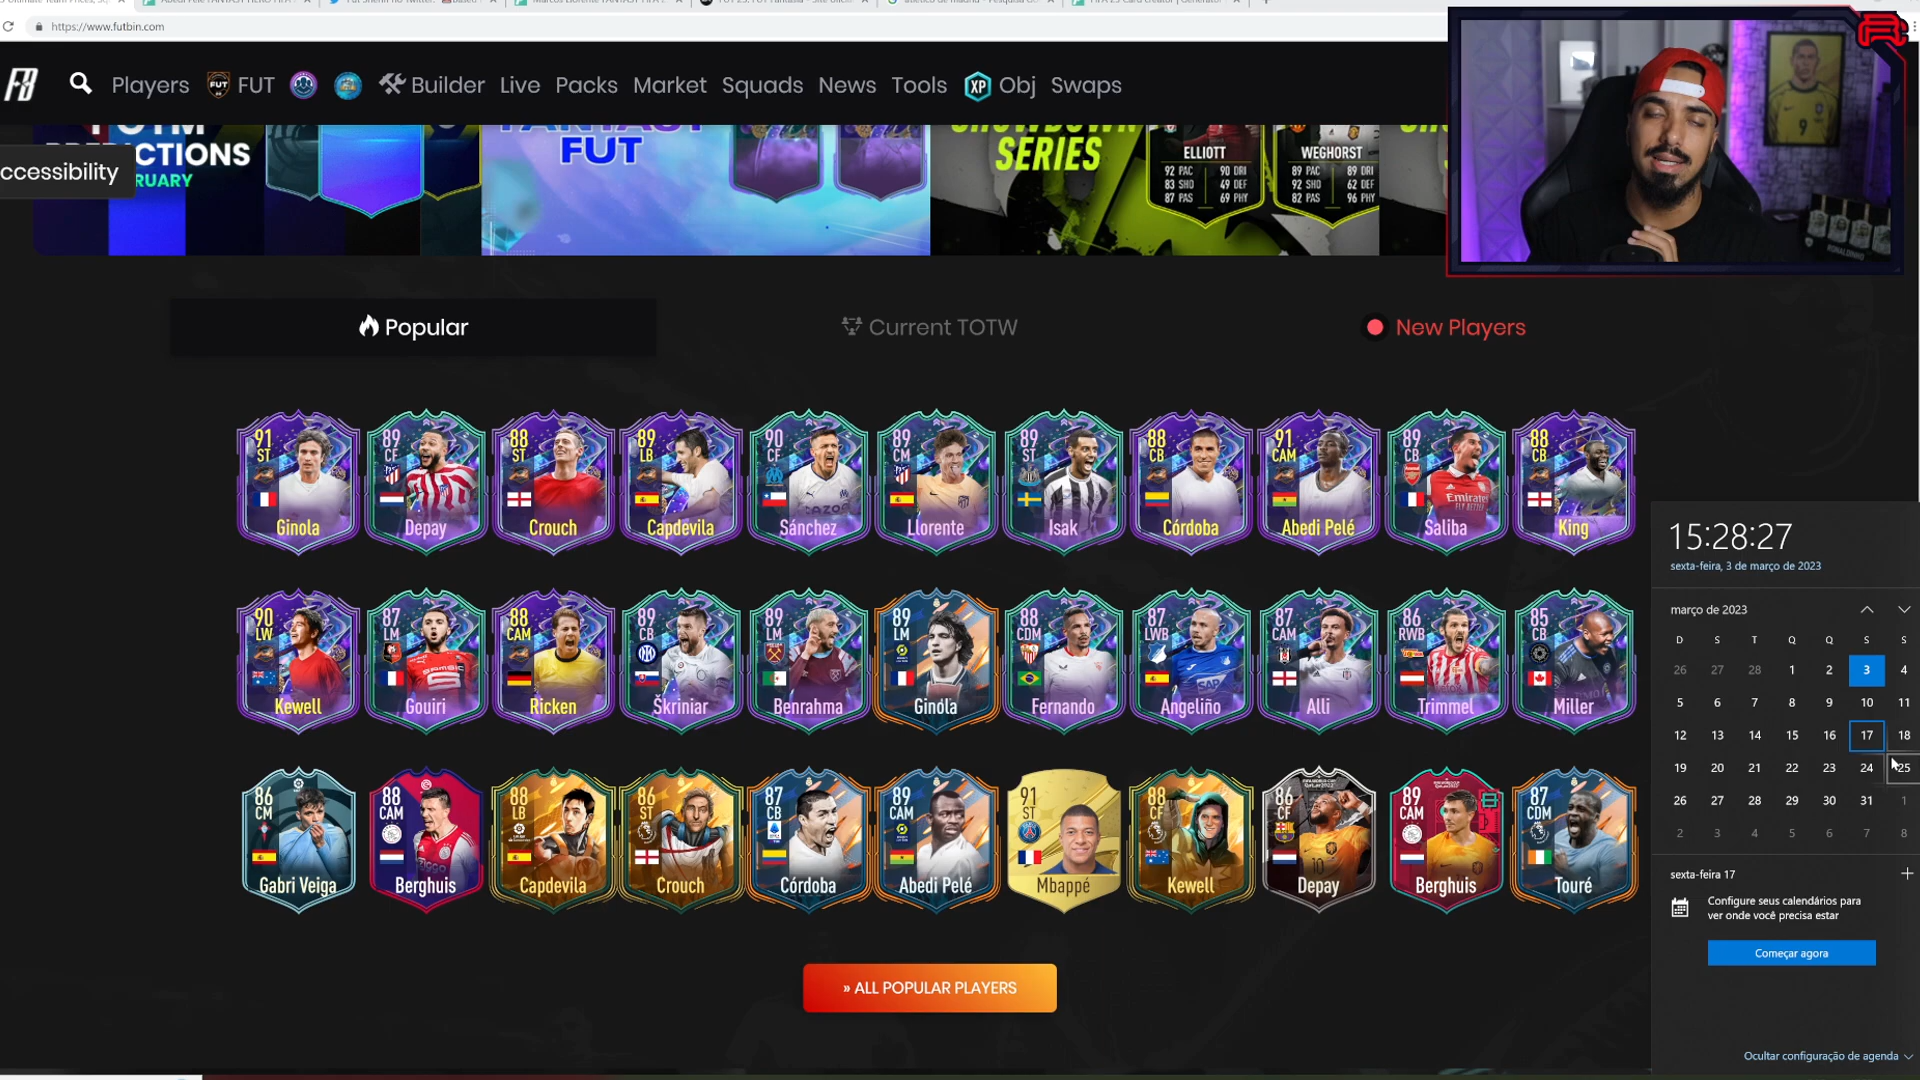 https://www.futbin.com
Players FUT Builder Live Packs Market Squads News Tools XP Obj Swaps
PREDICTIONS
FUT
SERIES
ELLIOTT
92 PAC 90 DRI
83 SHO 49 DEF
87 PAS 69 PHY
WEGHORST
89 PAC 89 DRI
92 SHO 62 DEF
82 PAS 96 PHY
ccessibility
RUARY
RONALDINHO
Popular
Current TOTW
New Players
91 ST Ginola
89 CF Depay
88 ST Crouch
89 LB Capdevila
90 CF Sánchez
89 CM Llorente
89 ST Isak
88 CB Córdoba
91 CAM Abedi Pelé
89 CB Saliba
88 CB King
90 LW Kewell
87 LM Gouiri
88 CAM Ricken
89 CB Škriniar
89 LM Benrahma
89 LM Ginola
88 CDM Fernando
87 LWB Angeliño
87 CAM Alli
86 RWB Trimmel
85 CB Miller
86 CM Gabri Veiga
88 CAM Berghuis
88 LB Capdevila
86 ST Crouch
87 CB Córdoba
89 CAM Abedi Pelé
91 ST Mbappé
88 CF Kewell
86 CF Depay
89 CAM Berghuis
87 CDM Touré
» ALL POPULAR PLAYERS
15:28:27
sexta-feira, 3 de março de 2023
março de 2023
D S T Q Q S S
26 27 28 1 2 3 4
5 6 7 8 9 10 11
12 13 14 15 16 17 18
19 20 21 22 23 24 25
26 27 28 29 30 31 1
2 3 4 5 6 7 8
sexta-feira 17
Configure seus calendários para
ver onde você precisa estar
Começar agora
Ocultar configuração de agenda